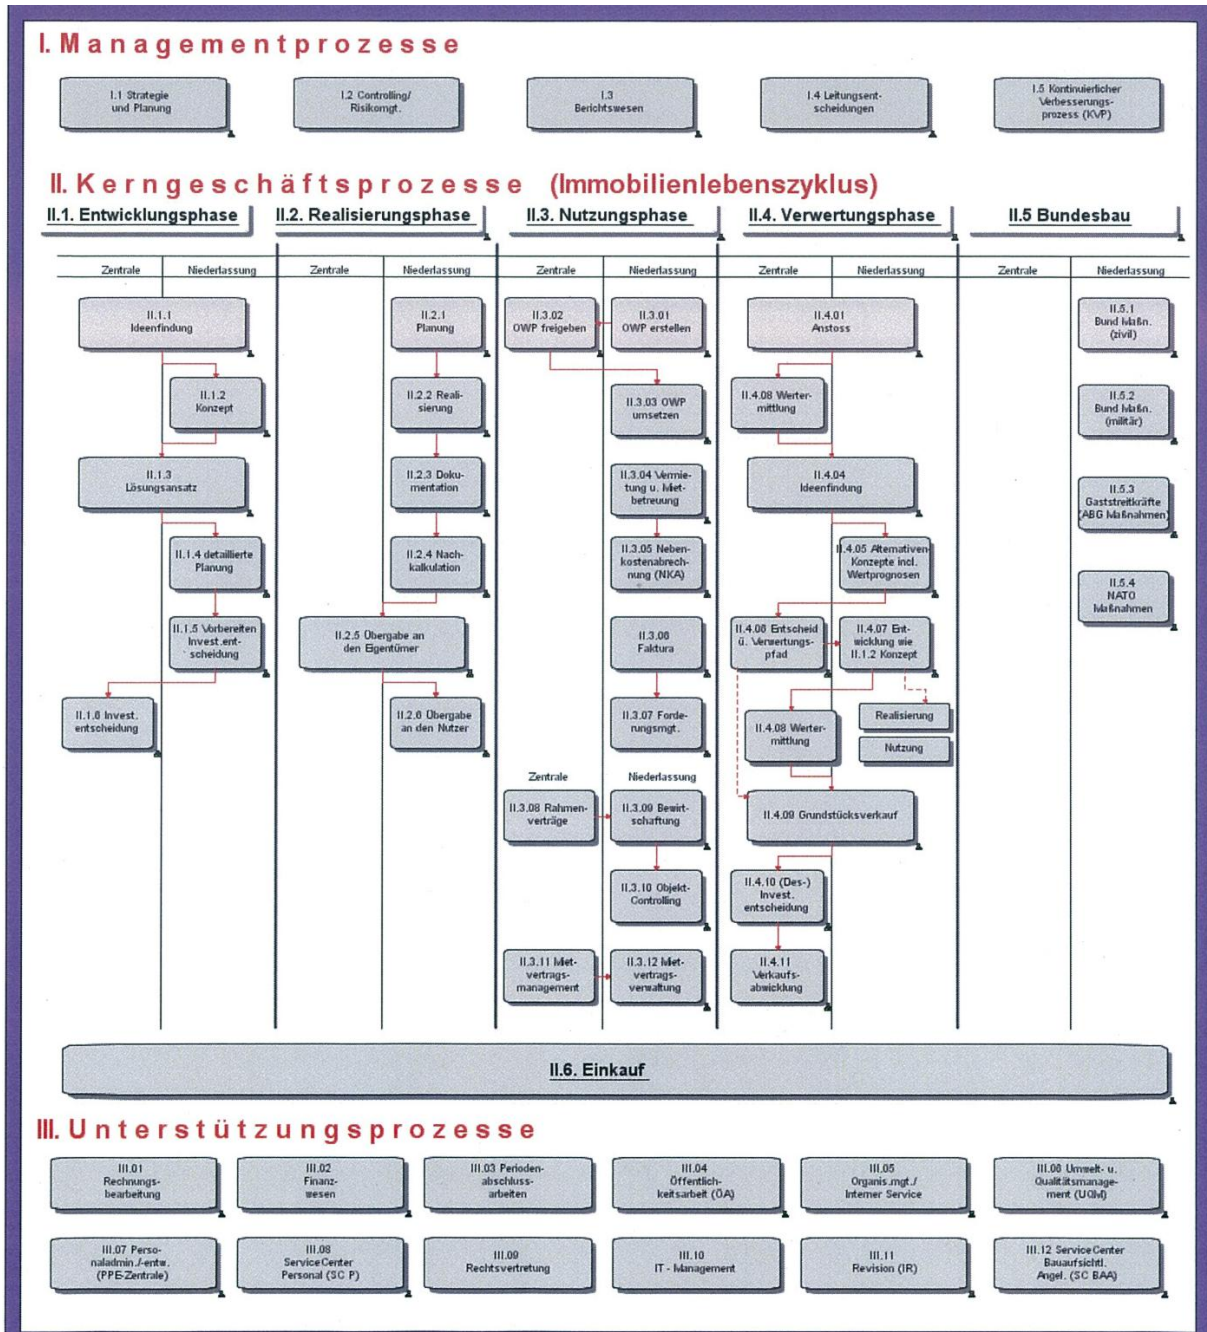 I. Managementprozesse
I.1 Strategie
und Planung
I.2 Controlling/
Risikomgt.
I.3
Berichtswesen
I.4 Leitungsent-
scheidungen
I.5 Kontinuierlicher
Verbesserungs-
prozess (KVP)
II. Kerngeschäftsprozesse (Immobilienlebenszyklus)
II.1. Entwicklungsphase
II.2. Realisierungsphase
II.3. Nutzungsphase
II.4. Verwertungsphase
II.5 Bundesbau
Zentrale
Niederlassung
Zentrale
Niederlassung
Zentrale
Niederlassung
Zentrale
Niederlassung
Zentrale
Niederlassung
II.1.1
Ideenfindung
II.1.2
Konzept
II.1.3
Lösungsansatz
II.1.4 detaillierte
Planung
II.1.5 Vorbereiten
Invest.ent-
scheidung
II.1.6 Invest.
entscheidung
II.2.1
Planung
II.2.2 Reali-
sierung
II.2.3 Doku-
mentation
II.2.4 Nach-
kalkulation
II.2.5 Übergabe an
den Eigentümer
II.2.6 Übergabe
an den Nutzer
II.3.02
OWP freigeben
II.3.01
OWP erstellen
II.3.03 OWP
umsetzen
II.3.04 Vermie-
tung u. Miet-
betreuung
II.3.05 Neben-
kostenabrech-
nung (NKA)
II.3.06
Faktura
II.3.07 Forde-
rungsmgt.
Zentrale
Niederlassung
II.3.08 Rahmen-
verträge
II.3.09 Bewirt-
schaftung
II.3.10 Objekt-
Controlling
II.3.11 Miet-
vertrags-
management
II.3.12 Miet-
vertrags-
verwaltung
II.4.01
Anstoss
II.4.08 Werter-
mittlung
II.4.04
Ideenfindung
II.4.05 Alternativen-
Konzepte incl.
Wertprognosen
II.4.06 Entscheid
ü. Verwertungs-
pfad
II.4.07 Ent-
wicklung wie
II.1.2 Konzept
Realisierung
Nutzung
II.4.08 Werter-
mittlung
II.4.09 Grundstücksverkauf
II.4.10 (Des-)
Invest.
entscheidung
II.4.11
Verkaufs-
abwicklung
II.5.1
Bund Maßn.
(zivil)
II.5.2
Bund Maßn.
(militär)
II.5.3
Gaststreitkräfte
(ABG Maßnahmen)
II.5.4
NATO
Maßnahmen
II.6. Einkauf
III. Unterstützungsprozesse
III.01
Rechnungs-
bearbeitung
III.02
Finanz-
wesen
III.03 Perioden-
abschluss-
arbeiten
III.04
Öffentlich-
keitsarbeit (ÖA)
III.05
Organis.mgt./
Interner Service
III.06 Umwelt- u.
Qualitätsmanage-
ment (UQM)
III.07 Perso-
naladmin./-entw.
(PPE-Zentrale)
III.08
ServiceCenter
Personal (SC P)
III.09
Rechtsvertretung
III.10
IT - Management
III.11
Revision (IR)
III.12 ServiceCenter
Bauaufsichtl.
Angel. (SC BAA)